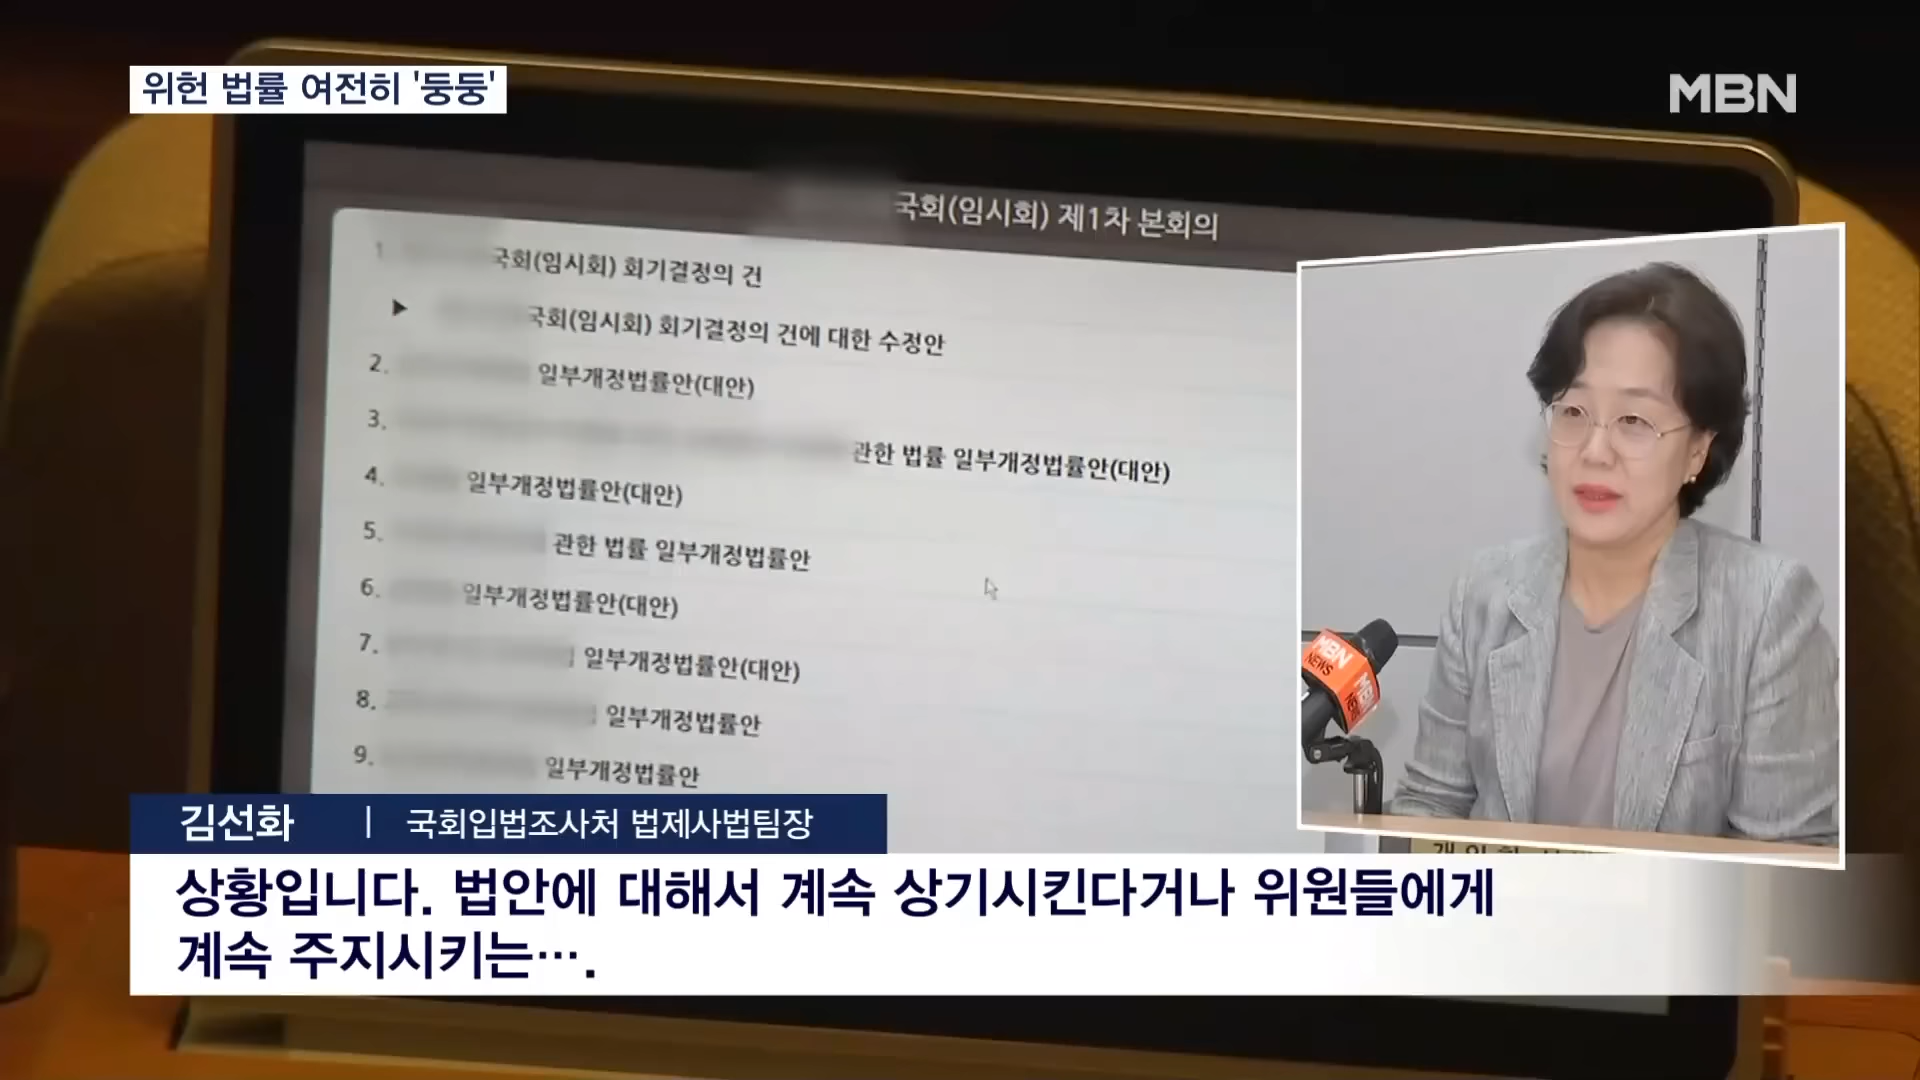 위헌 법률 여전히 '둥둥'
MBN
국회(임시회) 제1차 본회의
1. 국회(임시회) 회기결정의 건
▶ 국회(임시회) 회기결정의 건에 대한 수정안
2. 일부개정법률안(대안)
3. 관한 법률 일부개정법률안(대안)
4. 일부개정법률안(대안)
5. 관한 법률 일부개정법률안
6. 일부개정법률안(대안)
7. 일부개정법률안(대안)
8. 일부개정법률안
9. 일부개정법률안
MBN
NEWS
김선화 | 국회입법조사처 법제사법팀장
상황입니다. 법안에 대해서 계속 상기시킨다거나 위원들에게
계속 주지시키는….